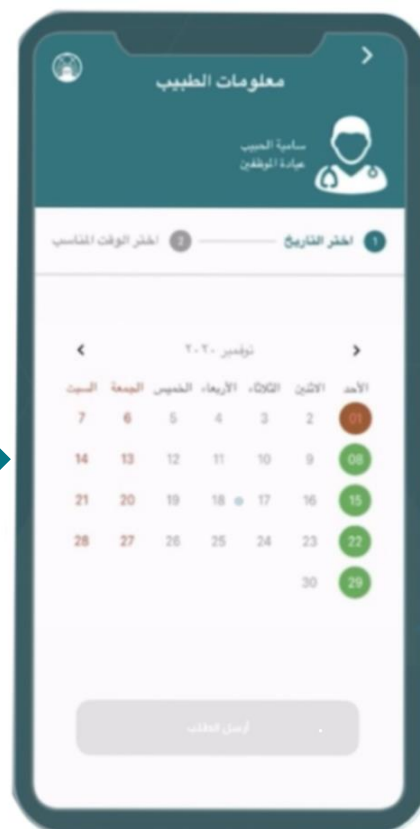 معلومات الطبيب
سامية الحبيب
عيادة الموظفين
1 اختر التاريخ 2 اختر الوقت المناسب
نوفمبر ٢٠٢٠
الأحد الاثنين الثلاثاء الأربعاء الخميس الجمعة السبت
01 2 3 4 5 6 7
08 9 10 11 12 13 14
15 16 17 18 19 20 21
22 23 24 25 26 27 28
29 30
أرسل الطلب